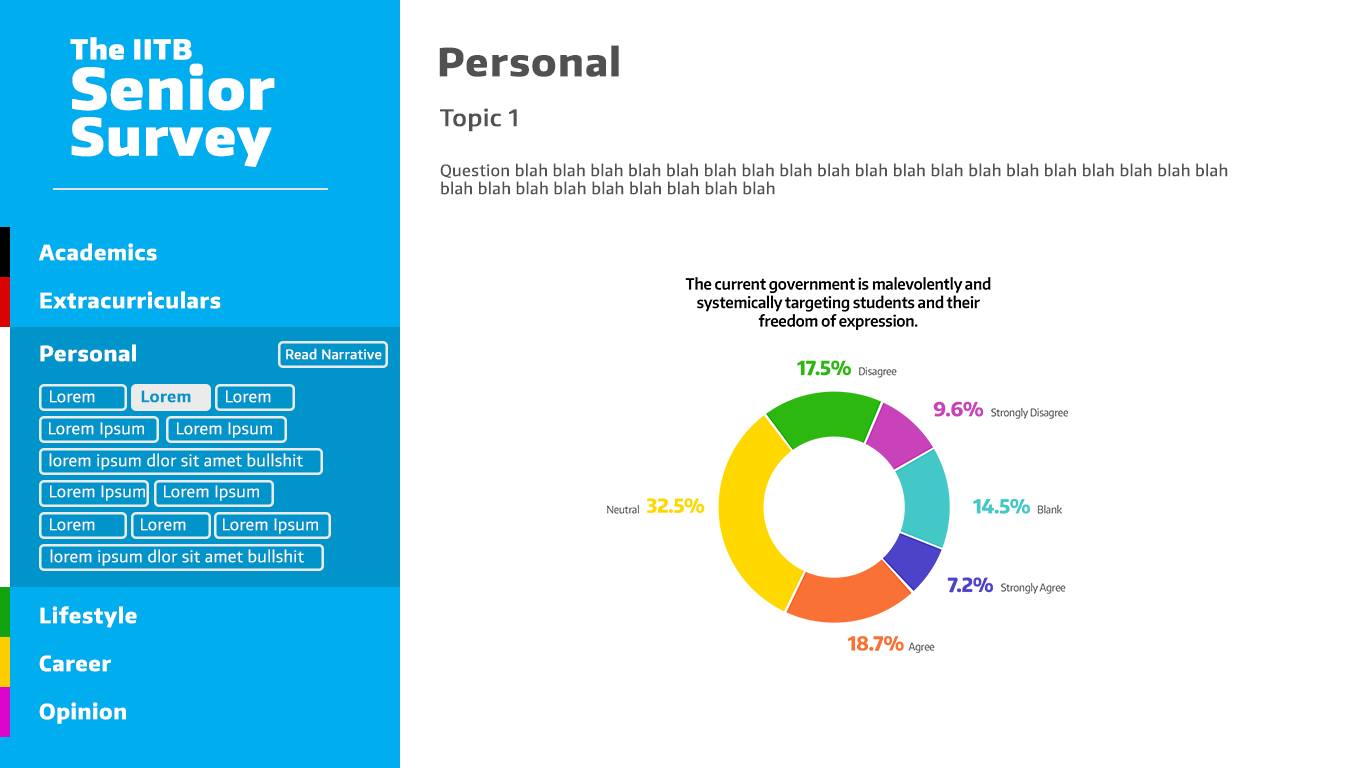 The IITB
Senior
Survey
Academics
Extracurriculars
Personal
Read Narrative
Lorem
Lorem
Lorem
Lorem Ipsum
Lorem Ipsum
lorem ipsum dlor sit amet bullshit
Lorem Ipsum
Lorem Ipsum
Lorem
Lorem
Lorem Ipsum
lorem ipsum dlor sit amet bullshit
Lifestyle
Career
Opinion
Personal
Topic 1
Question blah blah blah blah blah blah blah blah blah blah blah blah blah blah blah blah blah blah blah
blah blah blah blah blah blah blah blah blah
The current government is malevolently and
systemically targeting students and their
freedom of expression.
17.5% Disagree
9.6% Strongly Disagree
Neutral 32.5%
14.5% Blank
7.2% Strongly Agree
18.7% Agree